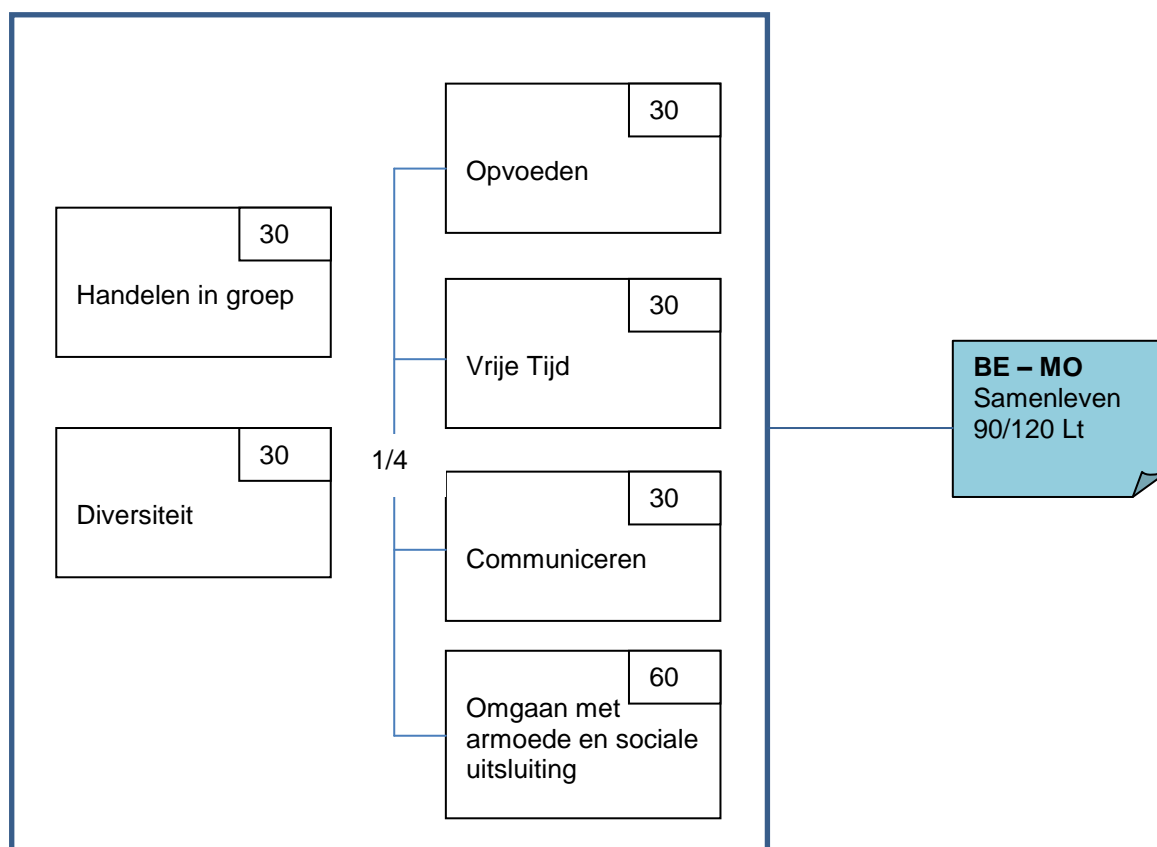 30
Handelen in groep
30
Diversiteit
1/4
30
Opvoeden
30
Vrije Tijd
30
Communiceren
60
Omgaan met
armoede en sociale
uitsluiting
BE – MO
Samenleven
90/120 Lt